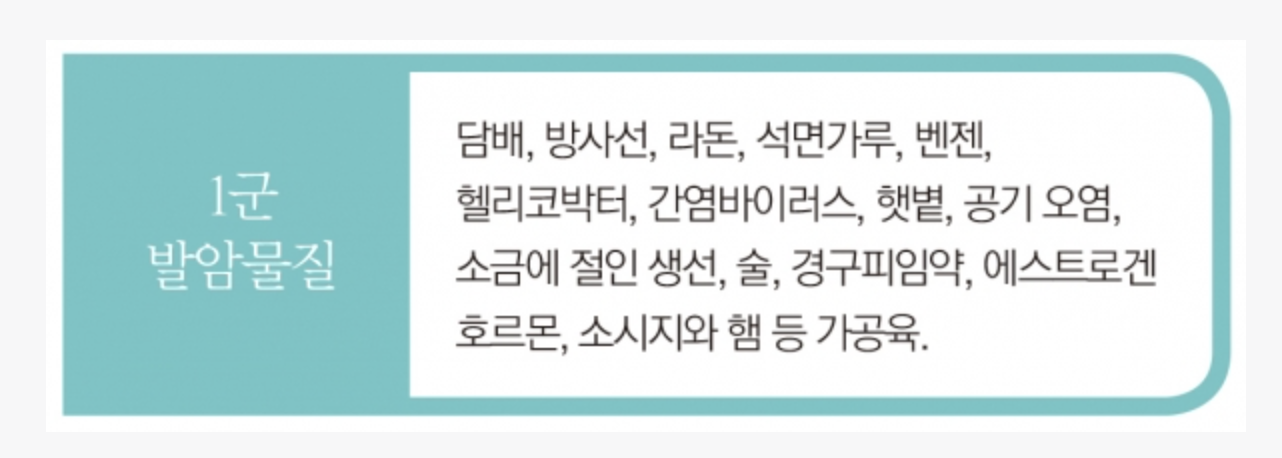 1군
발암물질
담배, 방사선, 라돈, 석면가루, 벤젠,
헬리코박터, 간염바이러스, 햇볕, 공기 오염,
소금에 절인 생선, 술, 경구피임약, 에스트로겐
호르몬, 소시지와 햄 등 가공육.